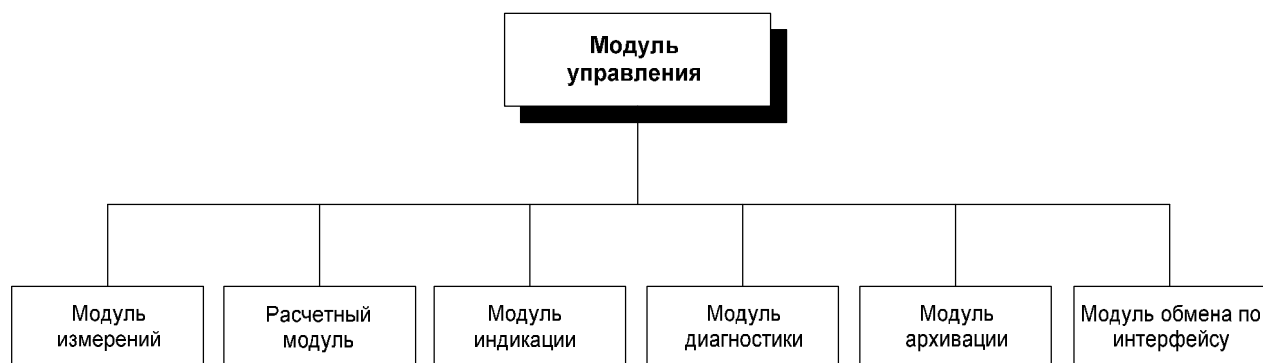 Модуль
управления
Модуль
измерений
Расчетный
модуль
Модуль
индикации
Модуль
диагностики
Модуль
архивации
Модуль обмена по
интерфейсу